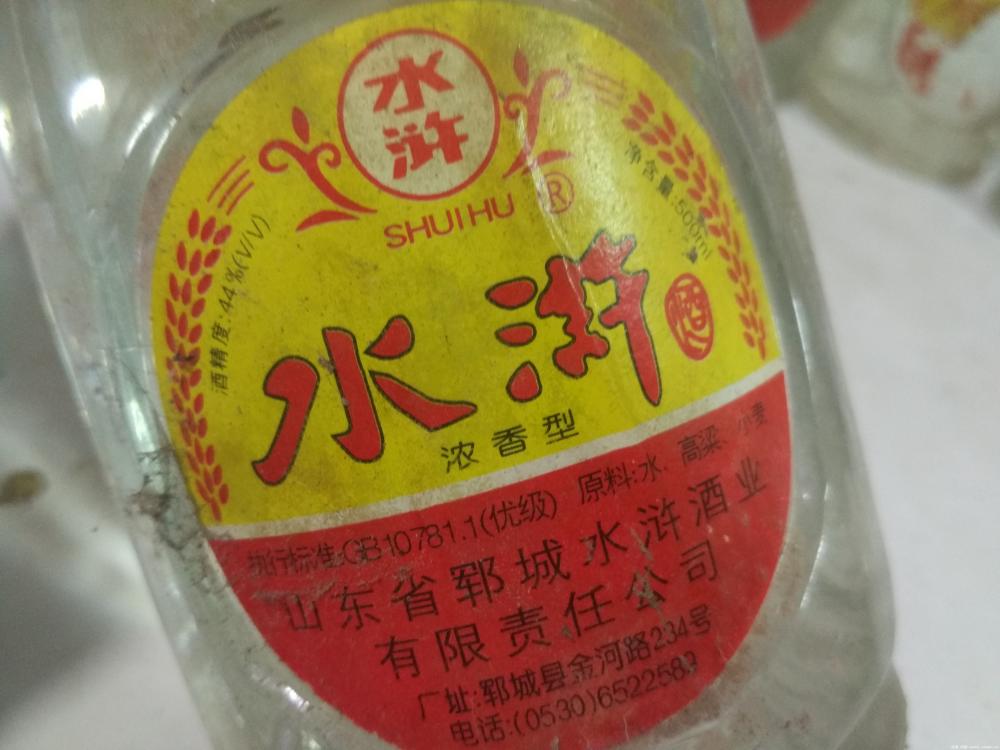 水
浒
SHUIHU ®
酒精度:44%(V/V)
净含量:500ml
水浒
酒
浓香型
执行标准:GB10781.1(优级) 原料:水、高粱 小麦
山东省郓城水浒酒业
有限责任公司
厂址:郓城县金河路234号
电话:(0530)6522589